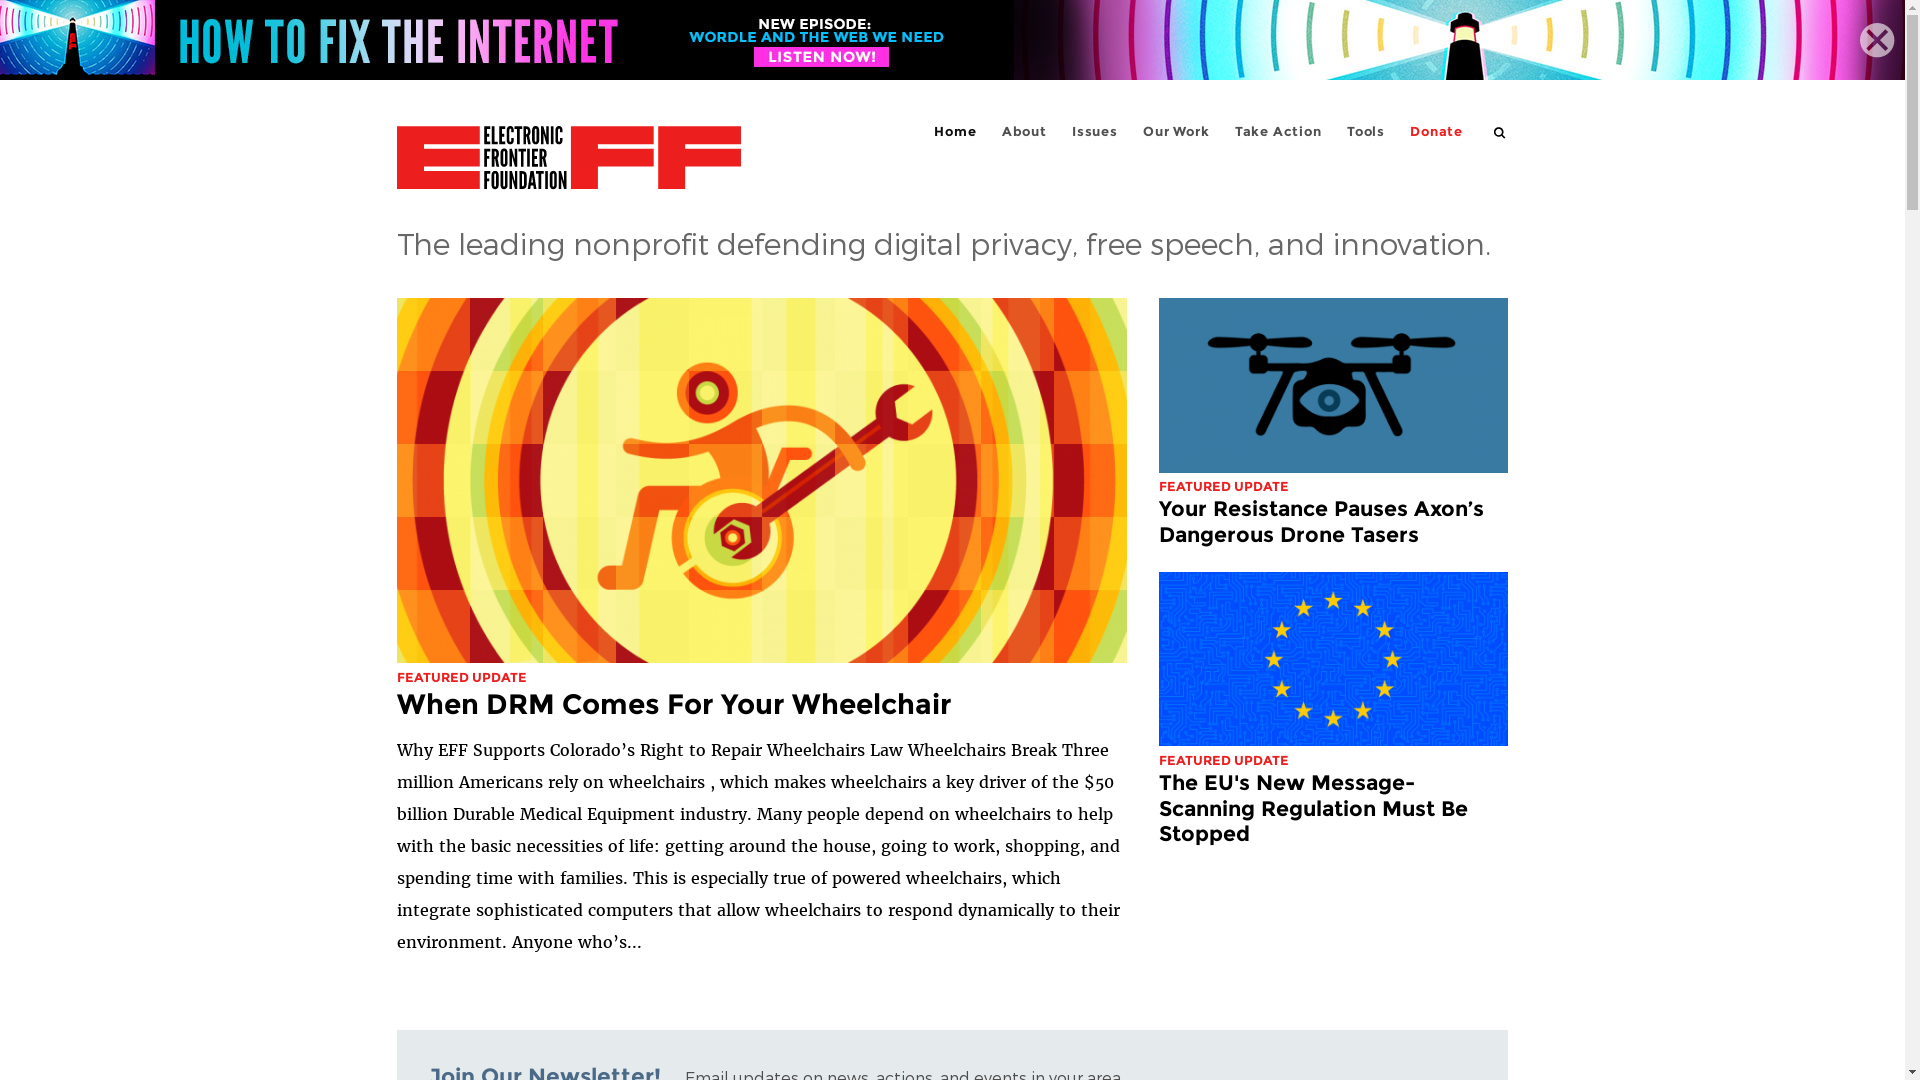 HOW TO FIX THE INTERNET
NEW EPISODE:
WORDLE AND THE WEB WE NEED
LISTEN NOW!
ELECTRONIC
FRONTIER
FOUNDATION
EFF
Home About Issues Our Work Take Action Tools Donate
The leading nonprofit defending digital privacy, free speech, and innovation.
FEATURED UPDATE
When DRM Comes For Your Wheelchair
Why EFF Supports Colorado’s Right to Repair Wheelchairs Law Wheelchairs Break Three
million Americans rely on wheelchairs , which makes wheelchairs a key driver of the $50
billion Durable Medical Equipment industry. Many people depend on wheelchairs to help
with the basic necessities of life: getting around the house, going to work, shopping, and
spending time with families. This is especially true of powered wheelchairs, which
integrate sophisticated computers that allow wheelchairs to respond dynamically to their
environment. Anyone who’s...
FEATURED UPDATE
Your Resistance Pauses Axon’s
Dangerous Drone Tasers
FEATURED UPDATE
The EU's New Message-
Scanning Regulation Must Be
Stopped
Join Our Newsletter!
Email updates on news, actions, and events in your area.